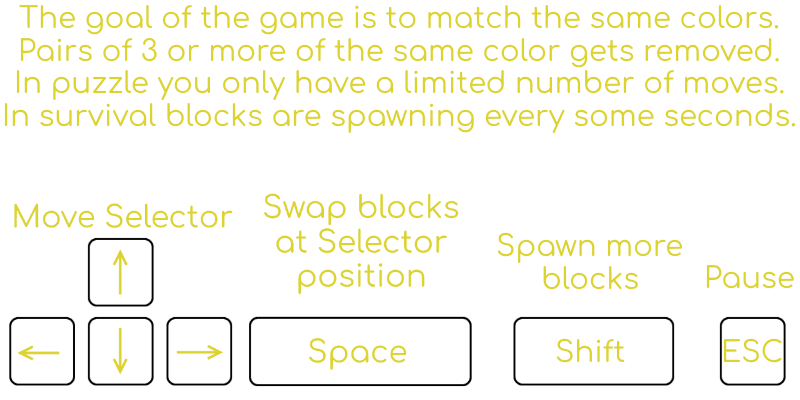 The goal of the game is to match the same colors.
Pairs of 3 or more of the same color gets removed.
In puzzle you only have a limited number of moves.
In survival blocks are spawning every some seconds.
Move Selector
Swap blocks
at Selector
position
Spawn more
blocks
Pause
Space
Shift
ESC